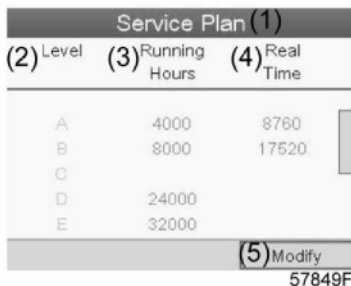 Service Plan (1)
(2) Level (3) Running Hours (4) Real Time
A 4000 8760
B 8000 17520
C
D 24000
E 32000
(5) Modify
57849F